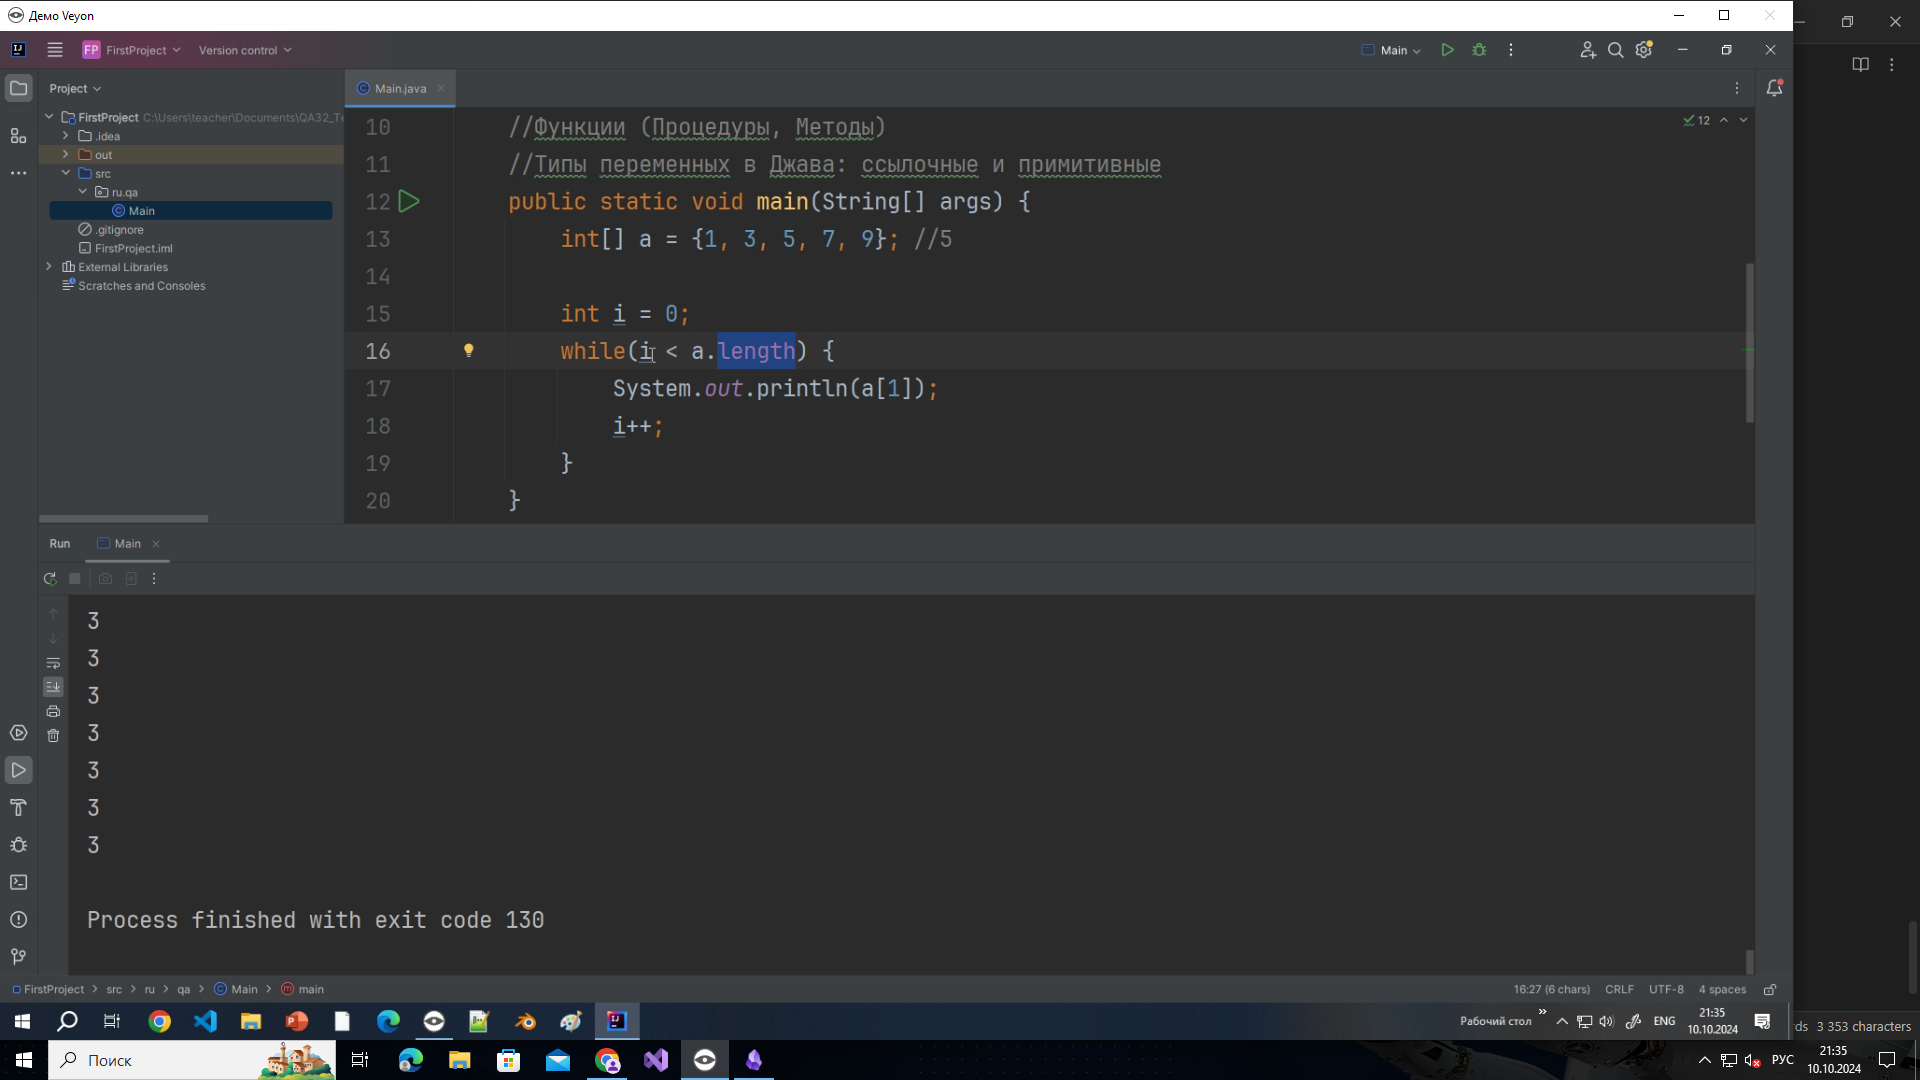 Демо Veyon
FP FirstProject Version control Main
Project
Main.java
FirstProject C:\Users\teacher\Documents\QA32_Te
.idea
out
src
ru.qa
Main
.gitignore
FirstProject.iml
External Libraries
Scratches and Consoles
12
10 //Функции (Процедуры, Методы)
11 //Типы переменных в Джава: ссылочные и примитивные
12 public static void main(String[] args) {
13 int[] a = {1, 3, 5, 7, 9}; //5
14
15 int i = 0;
16 while(i < a.length) {
17 System.out.println(a[1]);
18 i++;
19 }
20 }
Run Main
3
3
3
3
3
3
3
Process finished with exit code 130
FirstProject > src > ru > qa > Main > main
16:27 (6 chars) CRLF UTF-8 4 spaces
Рабочий стол » ENG 21:35
10.10.2024
rds 3 353 characters
Поиск
РУС 21:35
10.10.2024